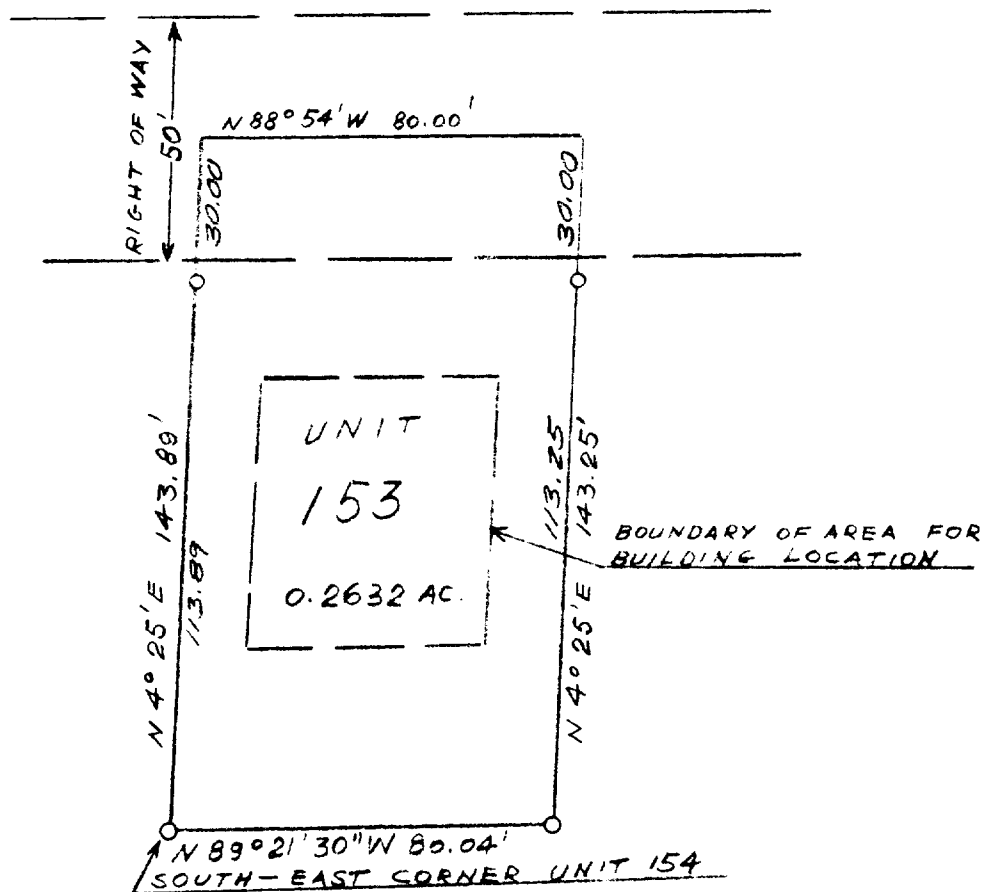 RIGHT OF WAY
50'
N 88° 54' W 80.00'
30.00
30.00
UNIT
153
0.2632 AC.
N 4° 25' E 143.89'
113.89
113.25
N 4° 25' E 143.25'
BOUNDARY OF AREA FOR
BUILDING LOCATION
N 89° 21' 30" W 80.04'
SOUTH-EAST CORNER UNIT 154